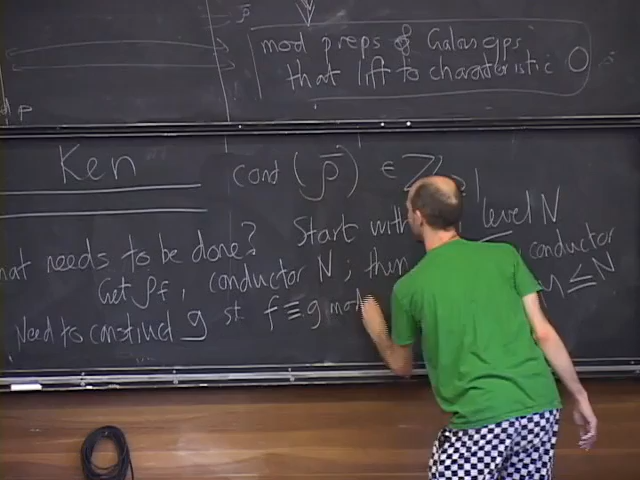 mod p reps of Galois gps
that lift to characteristic O
Ken
cond (ρ̄) ∈ ℤ≥1
what needs to be done? Start with level N
Get ρf, conductor N; then conductor M ≤ N
Need to construct g st. f ≡ g mod